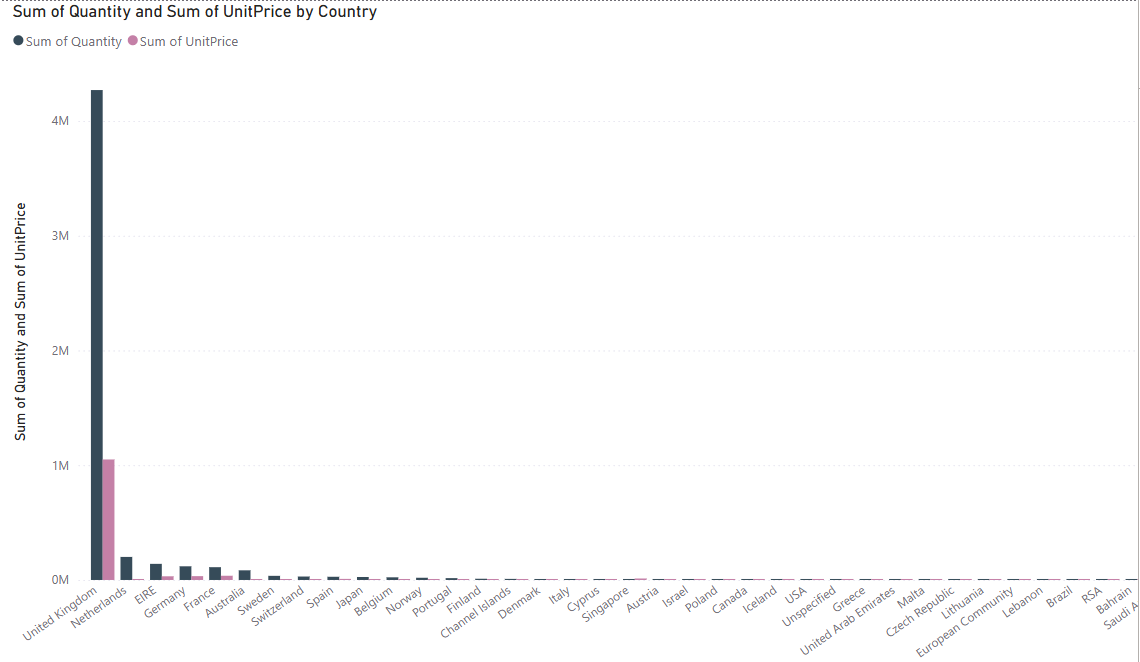 Sum of Quantity and Sum of UnitPrice by Country
Sum of Quantity Sum of UnitPrice
Sum of Quantity and Sum of UnitPrice
4M
3M
2M
1M
0M
United Kingdom
Netherlands
EIRE
Germany
France
Australia
Sweden
Switzerland
Spain
Japan
Belgium
Norway
Portugal
Finland
Channel Islands
Denmark
Italy
Cyprus
Singapore
Austria
Israel
Poland
Canada
Iceland
USA
Unspecified
Greece
United Arab Emirates
Malta
Czech Republic
Lithuania
European Community
Lebanon
Brazil
RSA
Bahrain
Saudi A